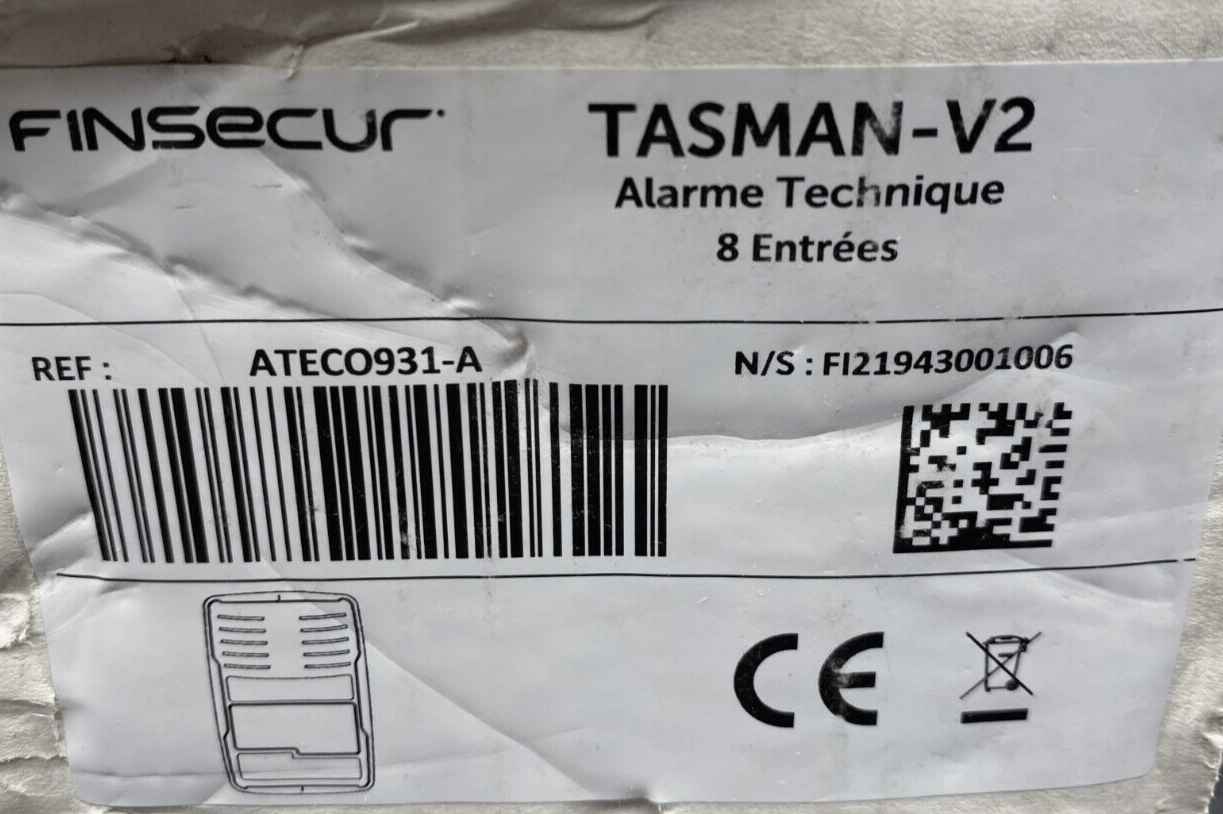 FINSECUR
TASMAN-V2
Alarme Technique
8 Entrées
REF : ATECO931-A
N/S : FI21943001006
CE